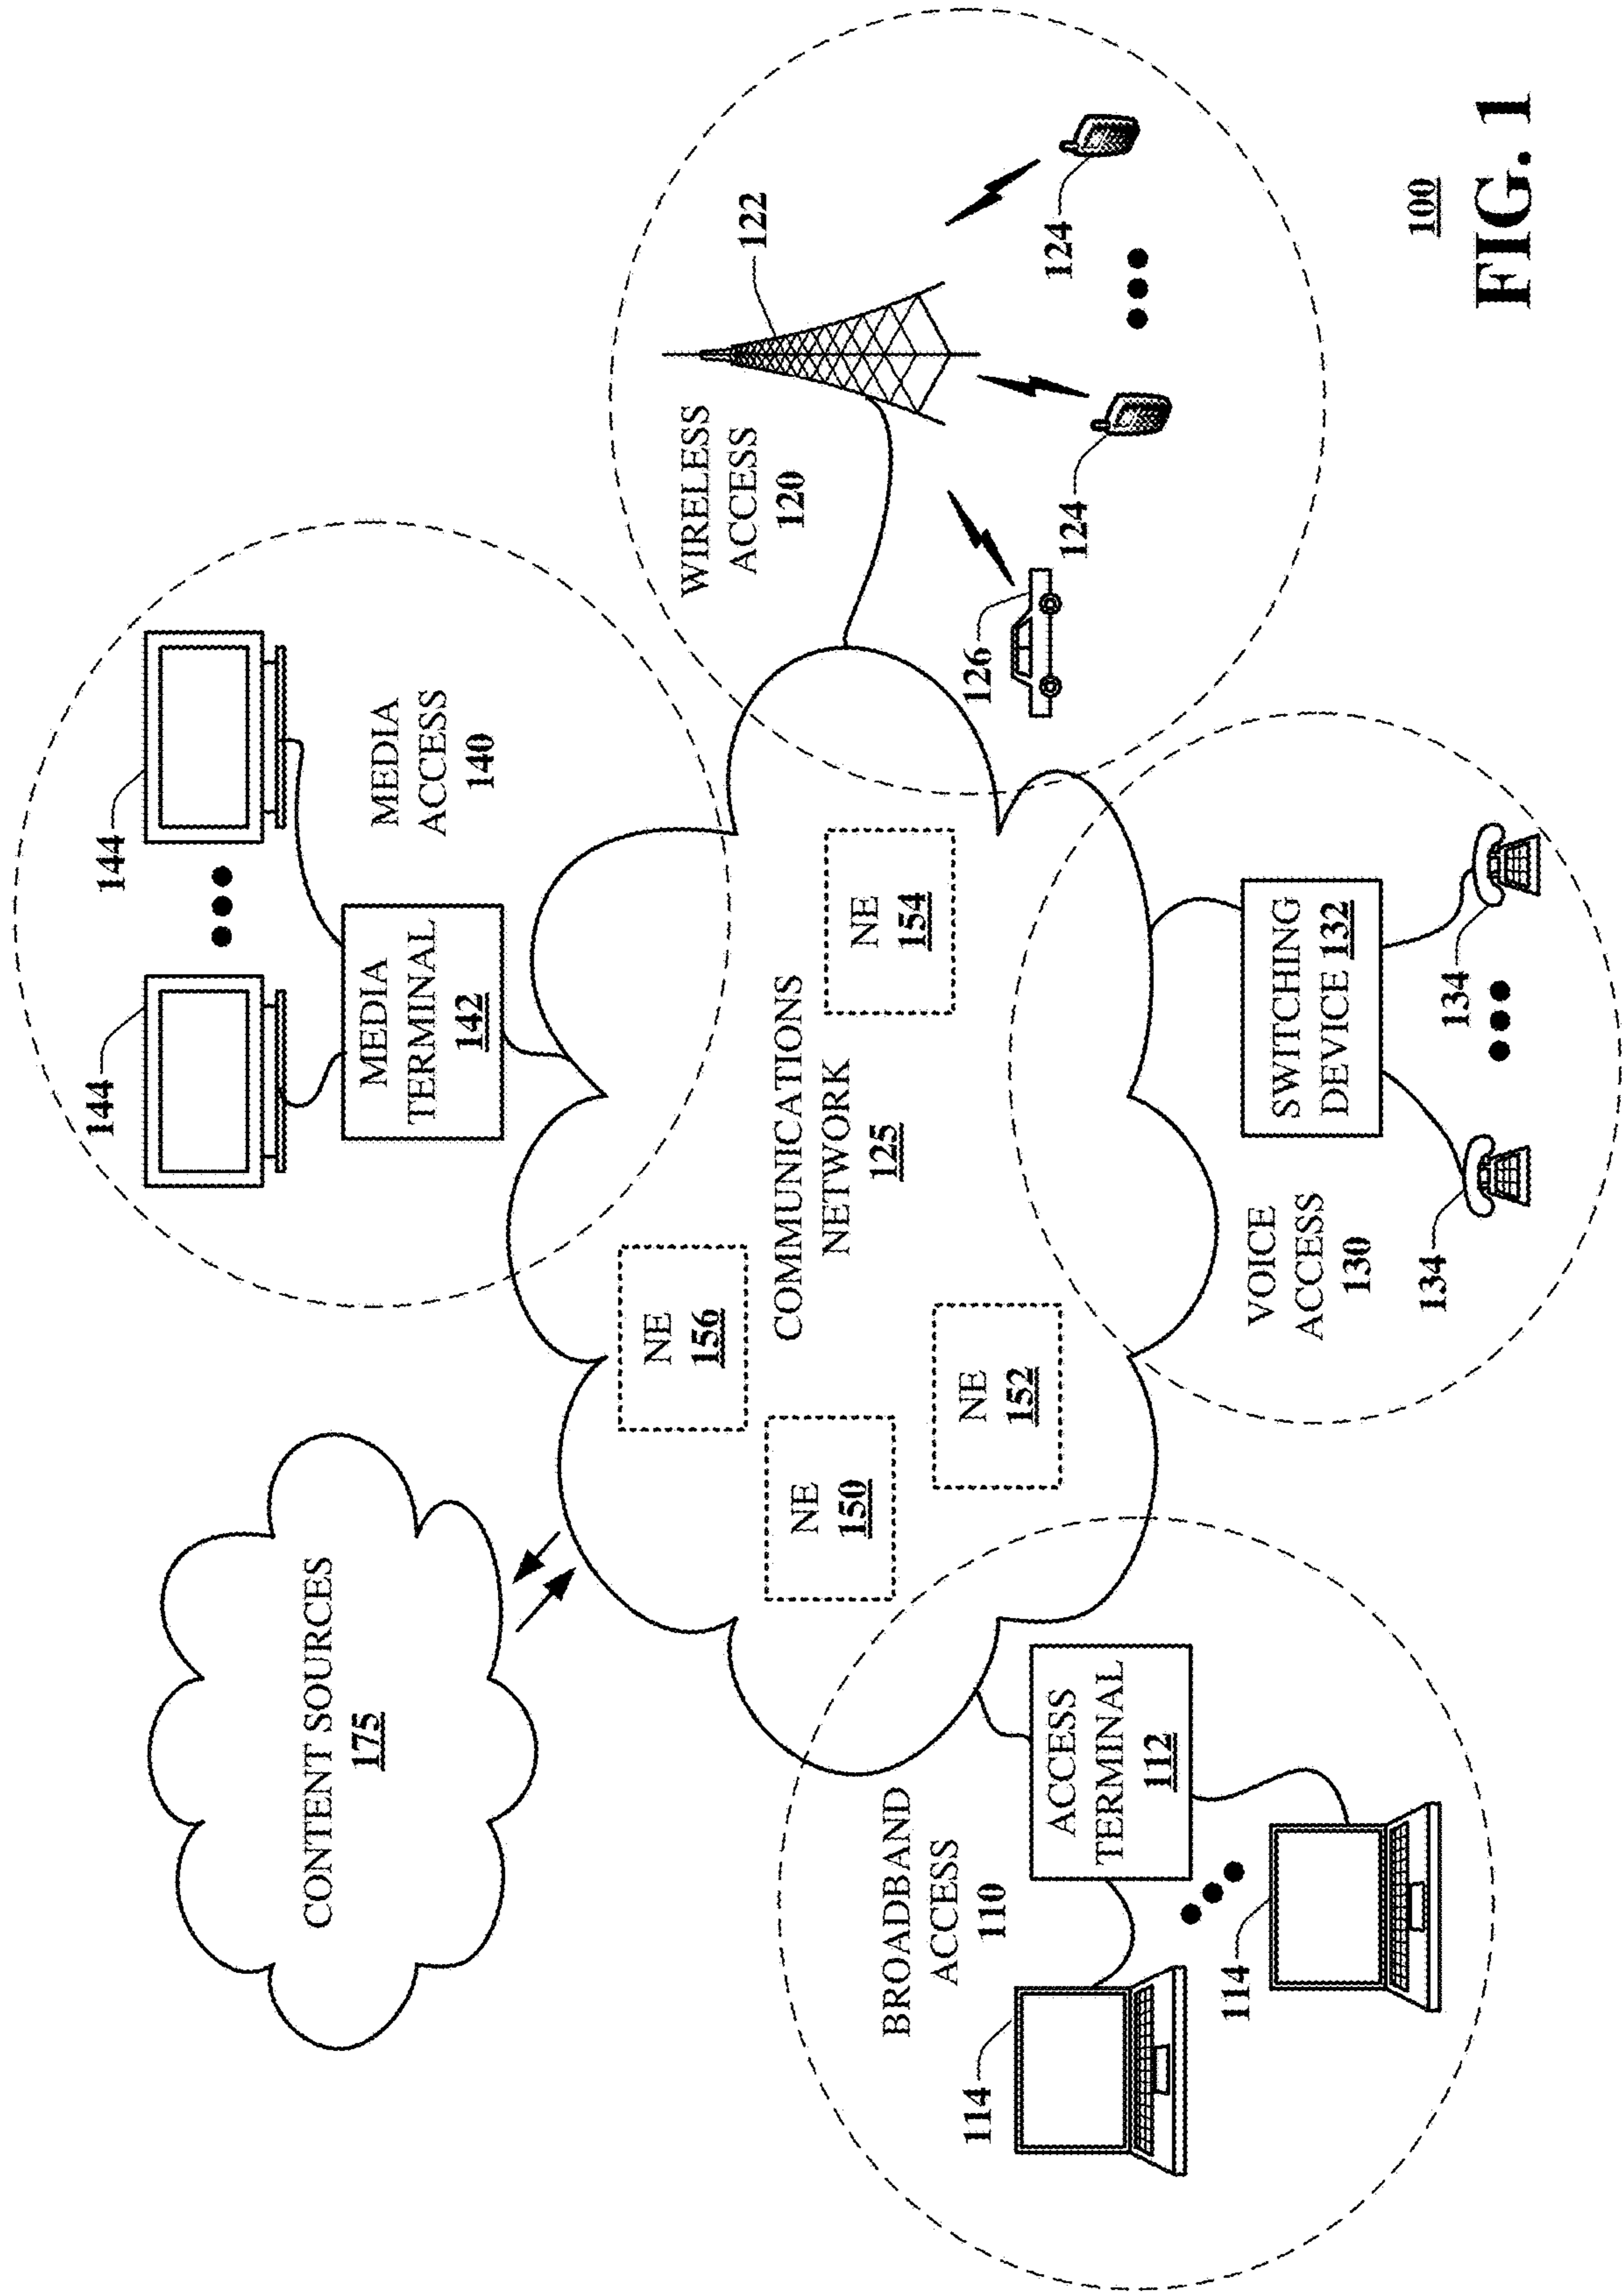 CONTENT SOURCES
175
144
144
MEDIA
TERMINAL
142
MEDIA
ACCESS
140
NE
156
NE
150
NE
152
COMMUNICATIONS
NETWORK
125
NE
154
WIRELESS
ACCESS
120
122
126
124
124
BROADBAND
ACCESS
110
ACCESS
TERMINAL
112
114
114
VOICE
ACCESS
130
SWITCHING
DEVICE 132
134
134
100
FIG. 1